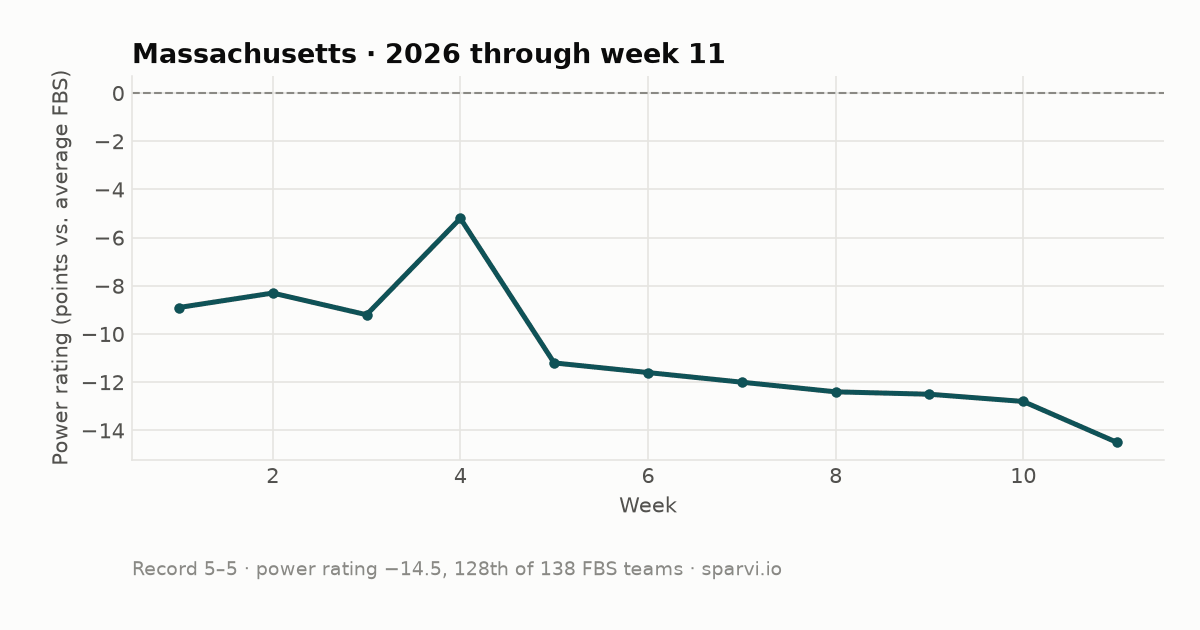 Massachusetts · 2026 through week 11
Power rating (points vs. average FBS)
0
−2
−4
−6
−8
−10
−12
−14
2 4 6 8 10
Week
Record 5–5 · power rating −14.5, 128th of 138 FBS teams · sparvi.io